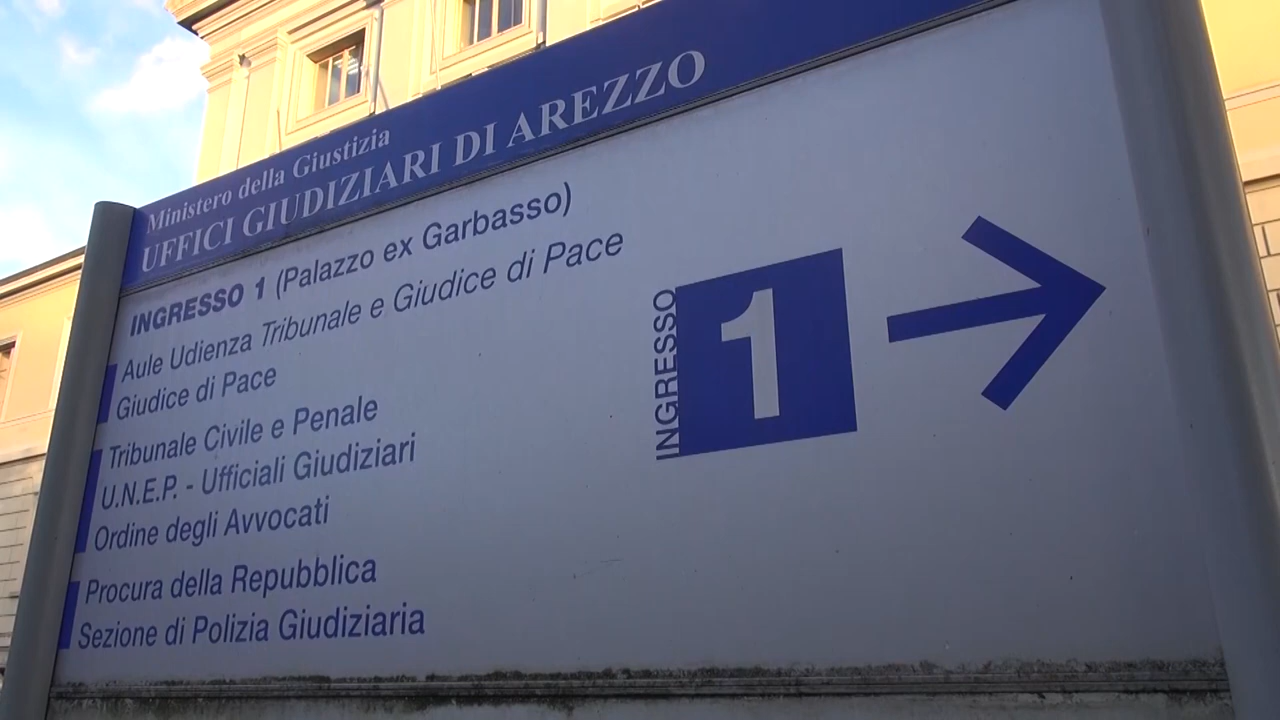 Ministero della Giustizia
UFFICI GIUDIZIARI DI AREZZO
INGRESSO 1 (Palazzo ex Garbasso)
Aule Udienza Tribunale e Giudice di Pace
Giudice di Pace
Tribunale Civile e Penale
U.N.E.P. - Ufficiali Giudiziari
Ordine degli Avvocati
Procura della Repubblica
Sezione di Polizia Giudiziaria
INGRESSO
1